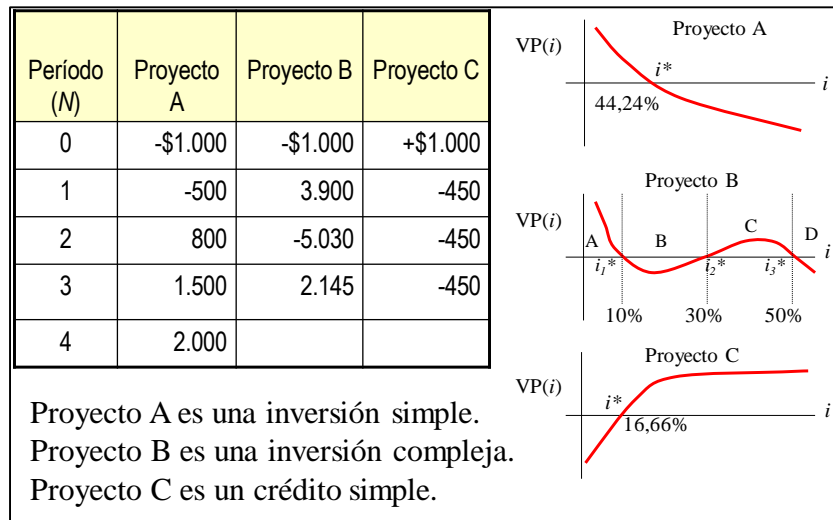 Período (N) Proyecto A Proyecto B Proyecto C
0 -$1.000 -$1.000 +$1.000
1 -500 3.900 -450
2 800 -5.030 -450
3 1.500 2.145 -450
4 2.000
Proyecto A es una inversión simple.
Proyecto B es una inversión compleja.
Proyecto C es un crédito simple.
Proyecto A
VP(i)
i*
i
44,24%
Proyecto B
VP(i)
A B C D
i
i₁* i₂* i₃*
10% 30% 50%
Proyecto C
VP(i)
i*
i
16,66%